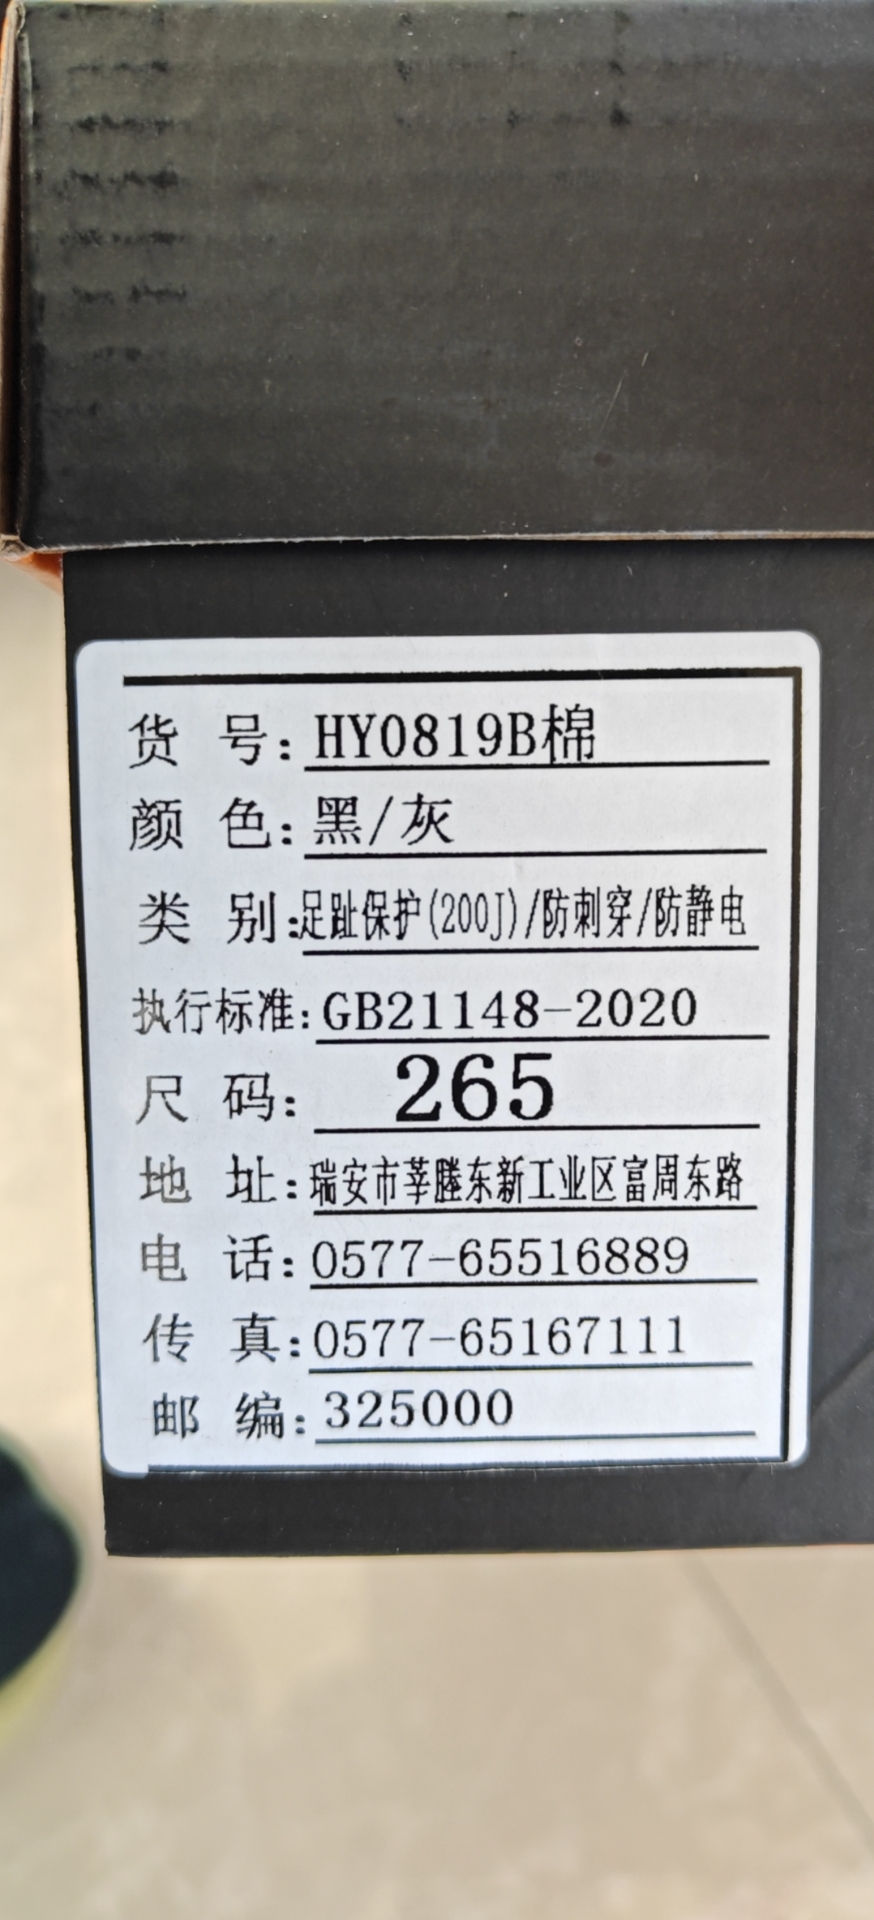 货 号:HY0819B棉
颜 色:黑/灰
类 别:足趾保护(200J)/防刺穿/防静电
执行标准:GB21148-2020
尺 码: 265
地 址:瑞安市莘塍东新工业区富周东路
电 话:0577-65516889
传 真:0577-65167111
邮 编:325000